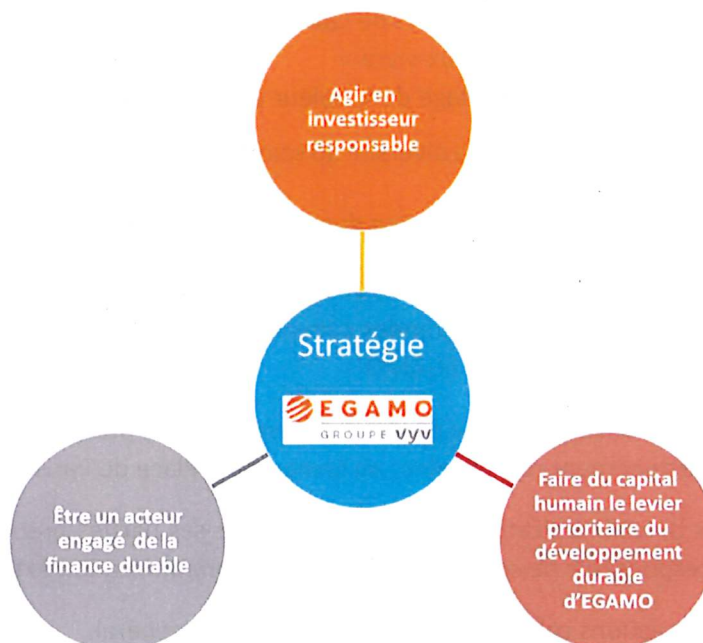 Agir en
investisseur
responsable
Stratégie
EGAMO
GROUPE vyv
Être un acteur
engagé de la
finance durable
Faire du capital
humain le levier
prioritaire du
développement
durable
d'EGAMO